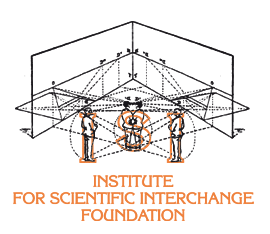 INSTITUTE
FOR SCIENTIFIC INTERCHANGE
FOUNDATION